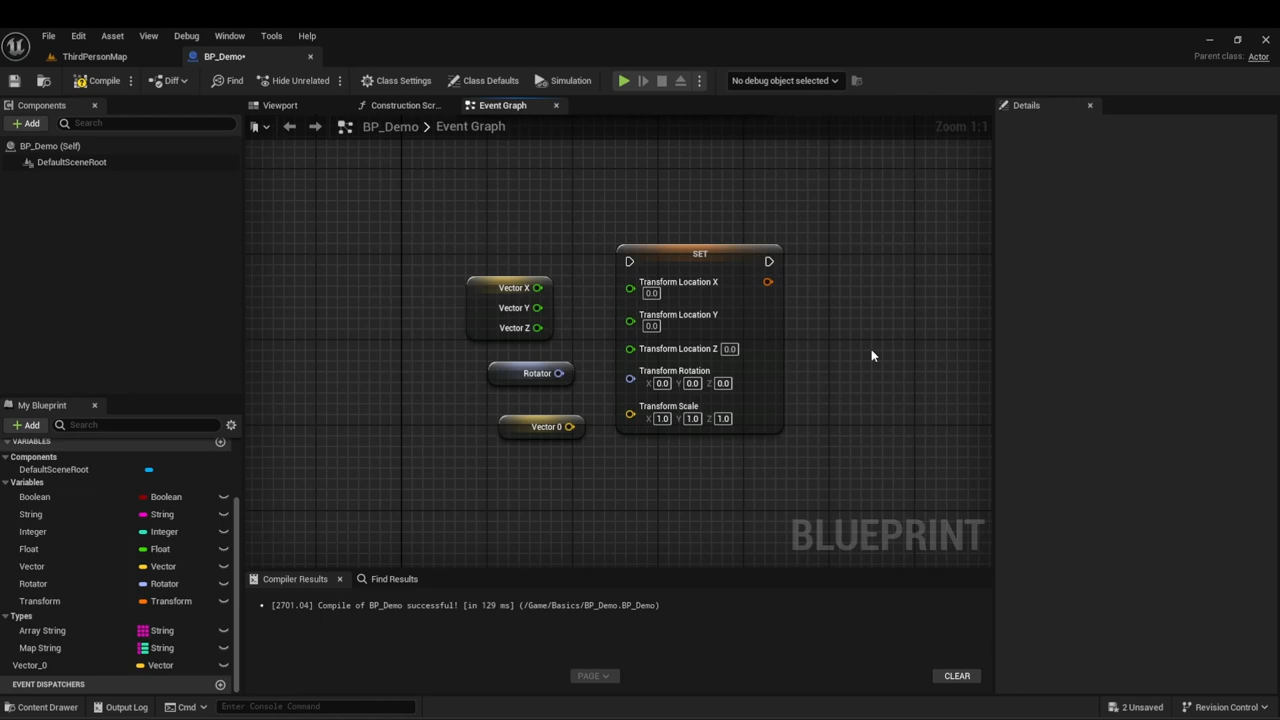 File Edit Asset View Debug Window Tools Help
ThirdPersonMap
BP_Demo•
Parent class: Actor
Compile
Diff
Find
Hide Unrelated
Class Settings
Class Defaults
Simulation
No debug object selected
Components
Viewport
Construction Scr...
Event Graph
Details
+ Add
Search
BP_Demo > Event Graph
Zoom 1:1
BP_Demo (Self)
DefaultSceneRoot
Vector X
Vector Y
Vector Z
Rotator
Vector 0
SET
Transform Location X
0.0
Transform Location Y
0.0
Transform Location Z 0.0
Transform Rotation
X 0.0 Y 0.0 Z 0.0
Transform Scale
X 1.0 Y 1.0 Z 1.0
BLUEPRINT
My Blueprint
+ Add
Search
VARIABLES
Components
DefaultSceneRoot
Variables
Boolean Boolean
String String
Integer Integer
Float Float
Vector Vector
Rotator Rotator
Transform Transform
Types
Array String String
Map String String
Vector_0 Vector
EVENT DISPATCHERS
Compiler Results
Find Results
• [2701.04] Compile of BP_Demo successful! [in 129 ms] (/Game/Basics/BP_Demo.BP_Demo)
PAGE
CLEAR
Content Drawer
Output Log
Cmd
Enter Console Command
2 Unsaved
Revision Control